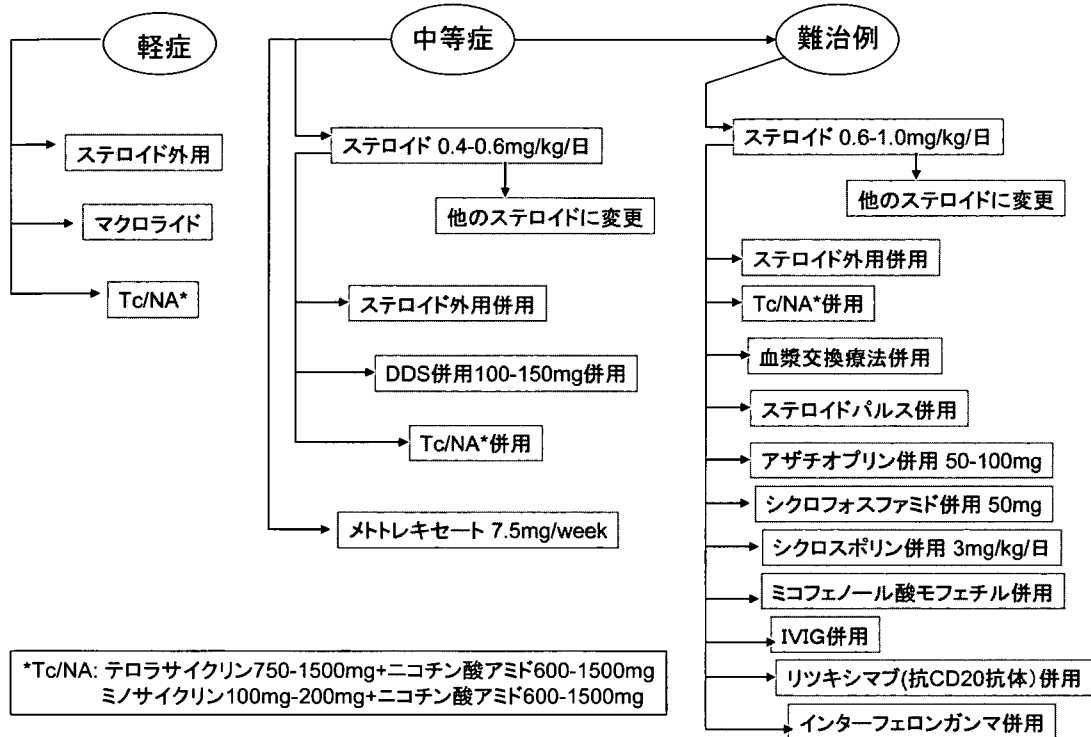 軽症
ステロイド外用
マクロライド
Tc/NA*
中等症
ステロイド 0.4-0.6mg/kg/日
他のステロイドに変更
ステロイド外用併用
DDS併用100-150mg併用
Tc/NA*併用
メトトレキセート 7.5mg/week
難治例
ステロイド 0.6-1.0mg/kg/日
他のステロイドに変更
ステロイド外用併用
Tc/NA*併用
血漿交換療法併用
ステロイドパルス併用
アザチオプリン併用 50-100mg
シクロフォスファミド併用 50mg
シクロスポリン併用 3mg/kg/日
ミコフェノール酸モフェチル併用
IVIG併用
リツキシマブ(抗CD20抗体)併用
インターフェロンガンマ併用
*Tc/NA: テロラサイクリン750-1500mg+ニコチン酸アミド600-1500mg
ミノサイクリン100mg-200mg+ニコチン酸アミド600-1500mg